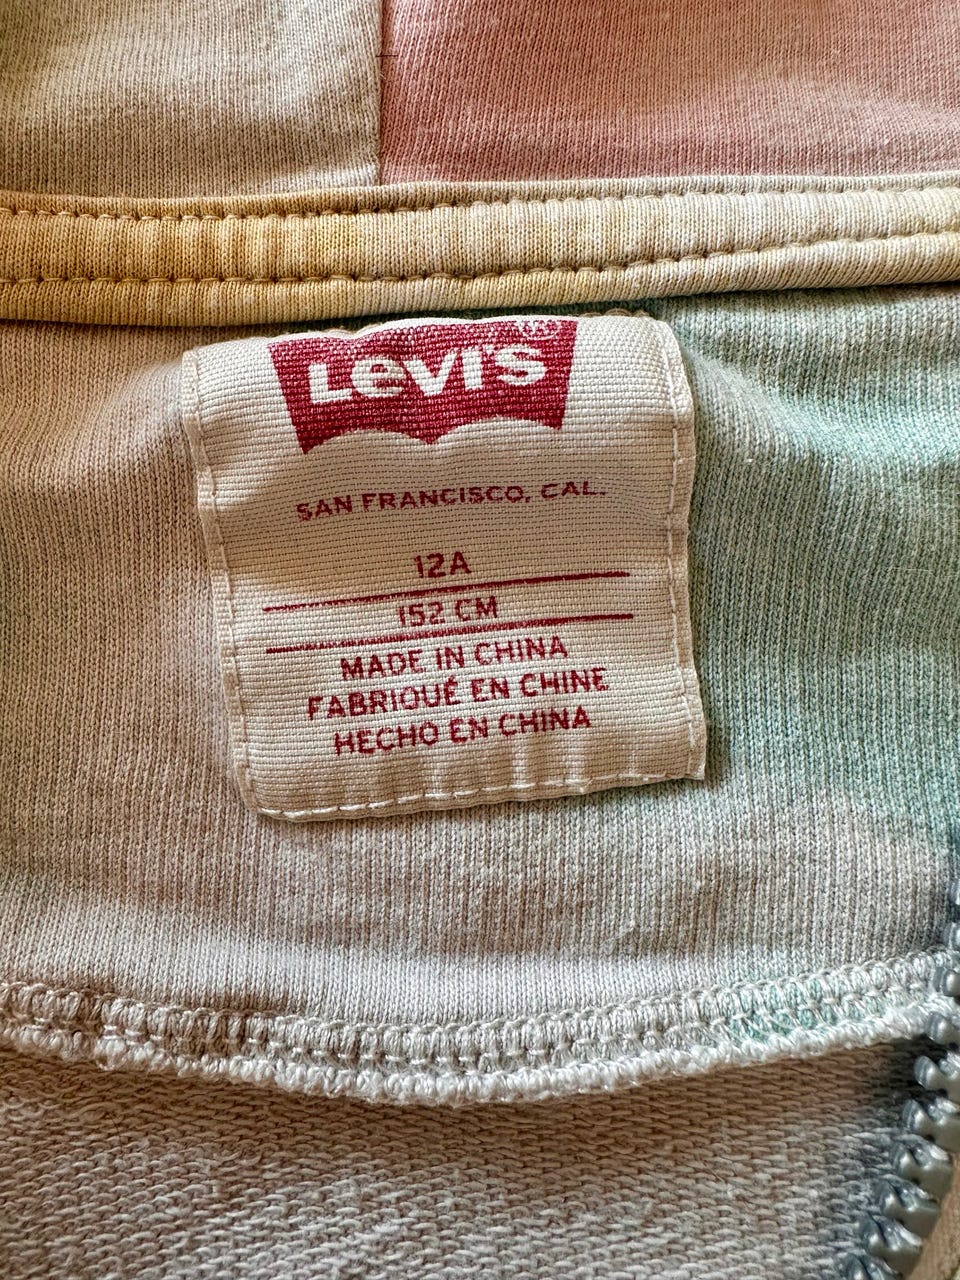 Levi's
SAN FRANCISCO, CAL.
12A
152 CM
MADE IN CHINA
FABRIQUÉ EN CHINE
HECHO EN CHINA